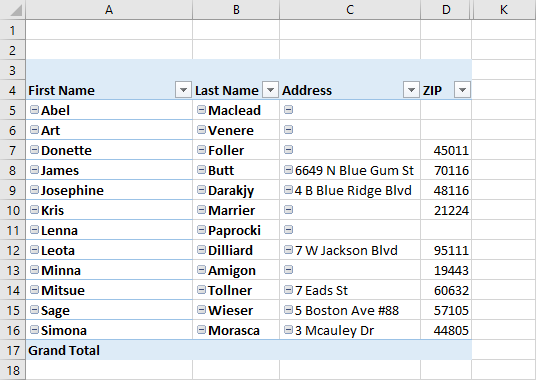 A B C D K
1
2
3
4 First Name Last Name Address ZIP
5 Abel Maclead
6 Art Venere
7 Donette Foller 45011
8 James Butt 6649 N Blue Gum St 70116
9 Josephine Darakjy 4 B Blue Ridge Blvd 48116
10 Kris Marrier 21224
11 Lenna Paprocki
12 Leota Dilliard 7 W Jackson Blvd 95111
13 Minna Amigon 19443
14 Mitsue Tollner 7 Eads St 60632
15 Sage Wieser 5 Boston Ave #88 57105
16 Simona Morasca 3 Mcauley Dr 44805
17 Grand Total
18